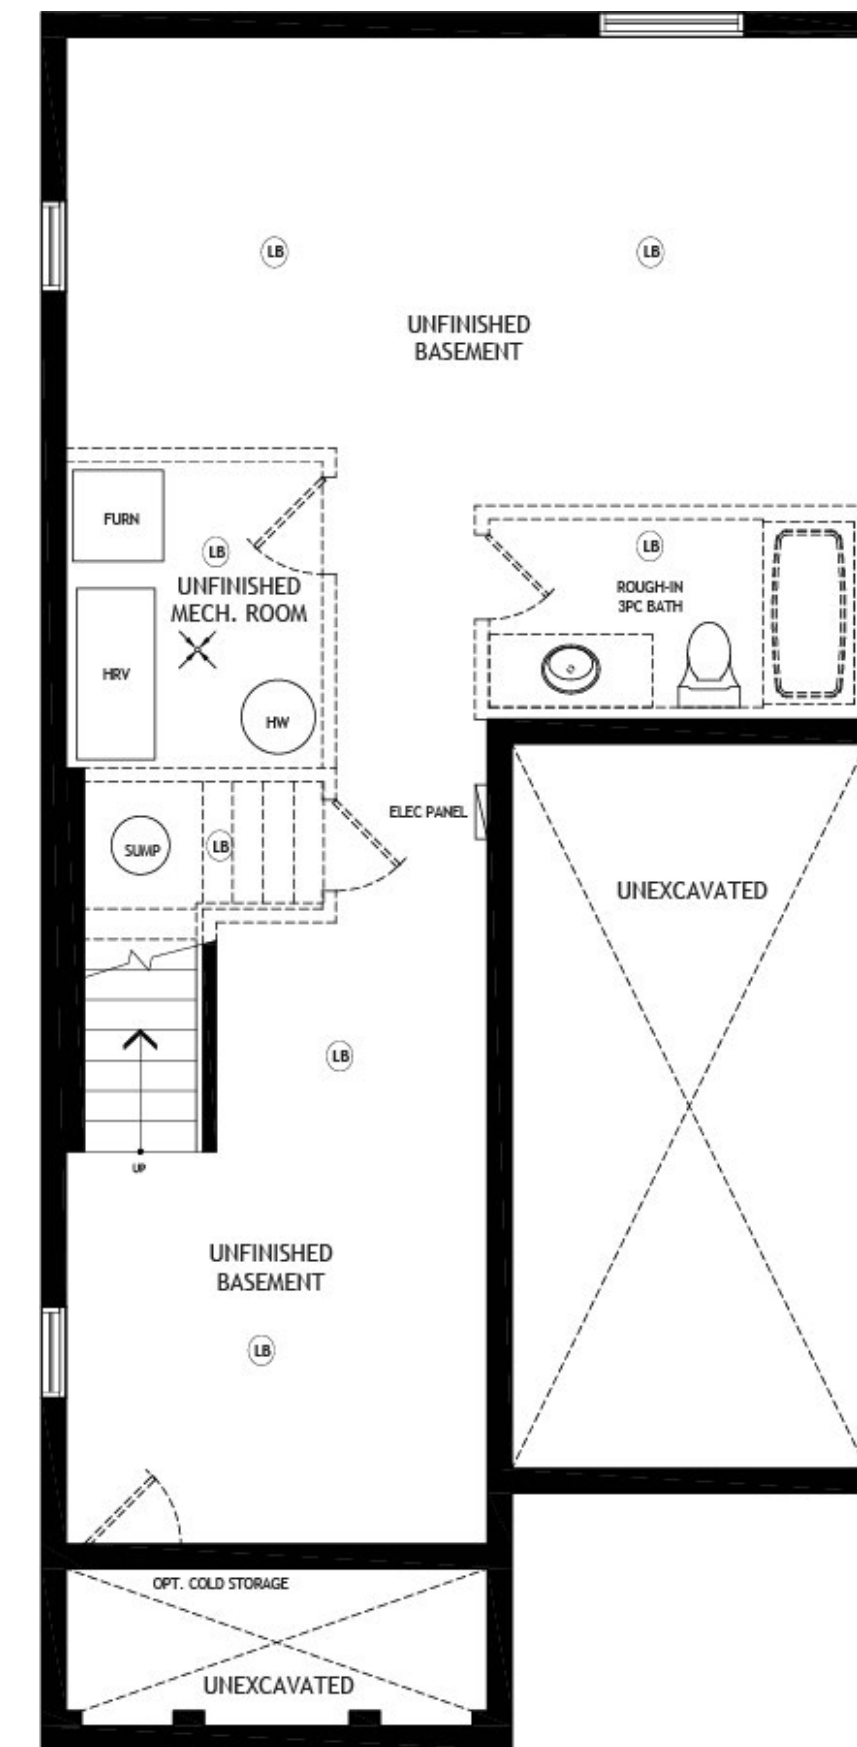 LB
LB
UNFINISHED
BASEMENT
FURN
LB
UNFINISHED
MECH. ROOM
HRV
HW
LB
ROUGH-IN
3PC BATH
ELEC PANEL
SUMP
LB
UNEXCAVATED
LB
UP
UNFINISHED
BASEMENT
LB
OPT. COLD STORAGE
UNEXCAVATED